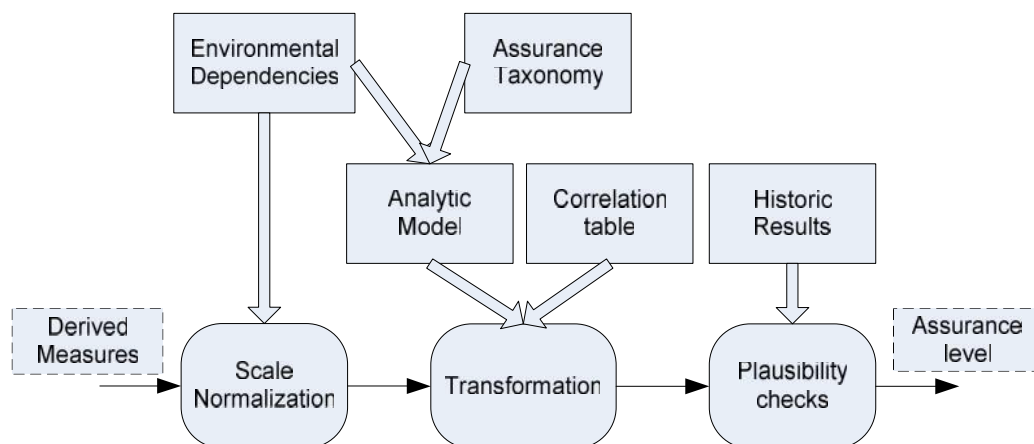 Environmental
Dependencies
Assurance
Taxonomy
Analytic
Model
Correlation
table
Historic
Results
Derived
Measures
Scale
Normalization
Transformation
Plausibility
checks
Assurance
level